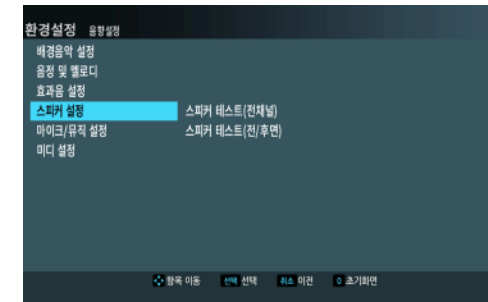 환경설정 음향설정
배경음악 설정
음정 및 멜로디
효과음 설정
스피커 설정 스피커 테스트(전채널)
마이크/뮤직 설정 스피커 테스트(전/후면)
미디 설정
항목 이동 선택 선택 취소 이전 0 초기화면